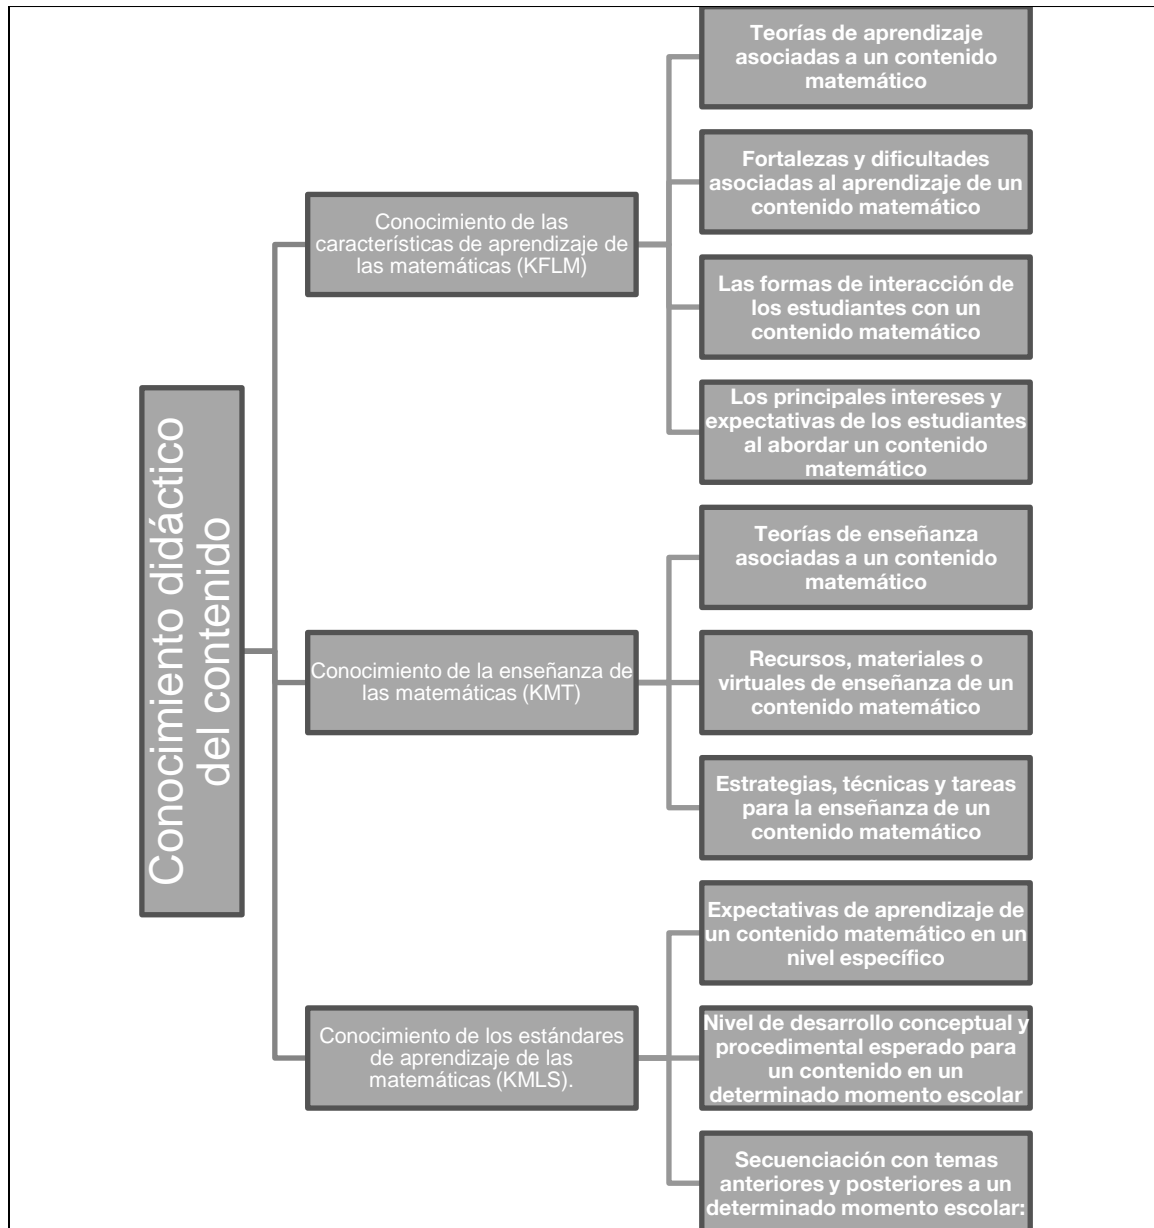 Conocimiento didáctico
del contenido
Conocimiento de las
características de aprendizaje de
las matemáticas (KFLM)
Teorías de aprendizaje
asociadas a un contenido
matemático
Fortalezas y dificultades
asociadas al aprendizaje de un
contenido matemático
Las formas de interacción de
los estudiantes con un
contenido matemático
Los principales intereses y
expectativas de los estudiantes
al abordar un contenido
matemático
Conocimiento de la enseñanza de
las matemáticas (KMT)
Teorías de enseñanza
asociadas a un contenido
matemático
Recursos, materiales o
virtuales de enseñanza de un
contenido matemático
Estrategias, técnicas y tareas
para la enseñanza de un
contenido matemático
Conocimiento de los estándares
de aprendizaje de las
matemáticas (KMLS).
Expectativas de aprendizaje de
un contenido matemático en un
nivel específico
Nivel de desarrollo conceptual y
procedimental esperado para
un contenido en un
determinado momento escolar
Secuenciación con temas
anteriores y posteriores a un
determinado momento escolar: